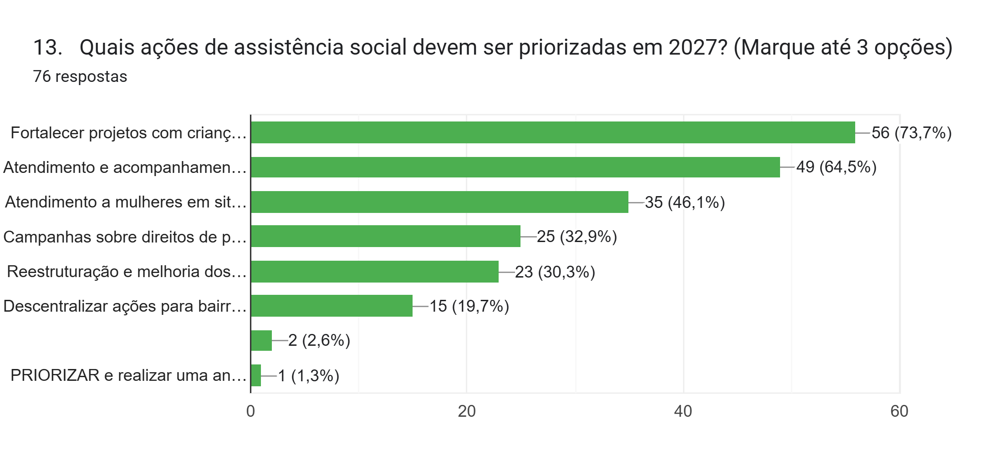 13. Quais ações de assistência social devem ser priorizadas em 2027? (Marque até 3 opções)
76 respostas
Fortalecer projetos com crianç… 56 (73,7%)
Atendimento e acompanhamen… 49 (64,5%)
Atendimento a mulheres em sit… 35 (46,1%)
Campanhas sobre direitos de p… 25 (32,9%)
Reestruturação e melhoria dos… 23 (30,3%)
Descentralizar ações para bairr… 15 (19,7%)
2 (2,6%)
PRIORIZAR e realizar uma an… 1 (1,3%)
0 20 40 60